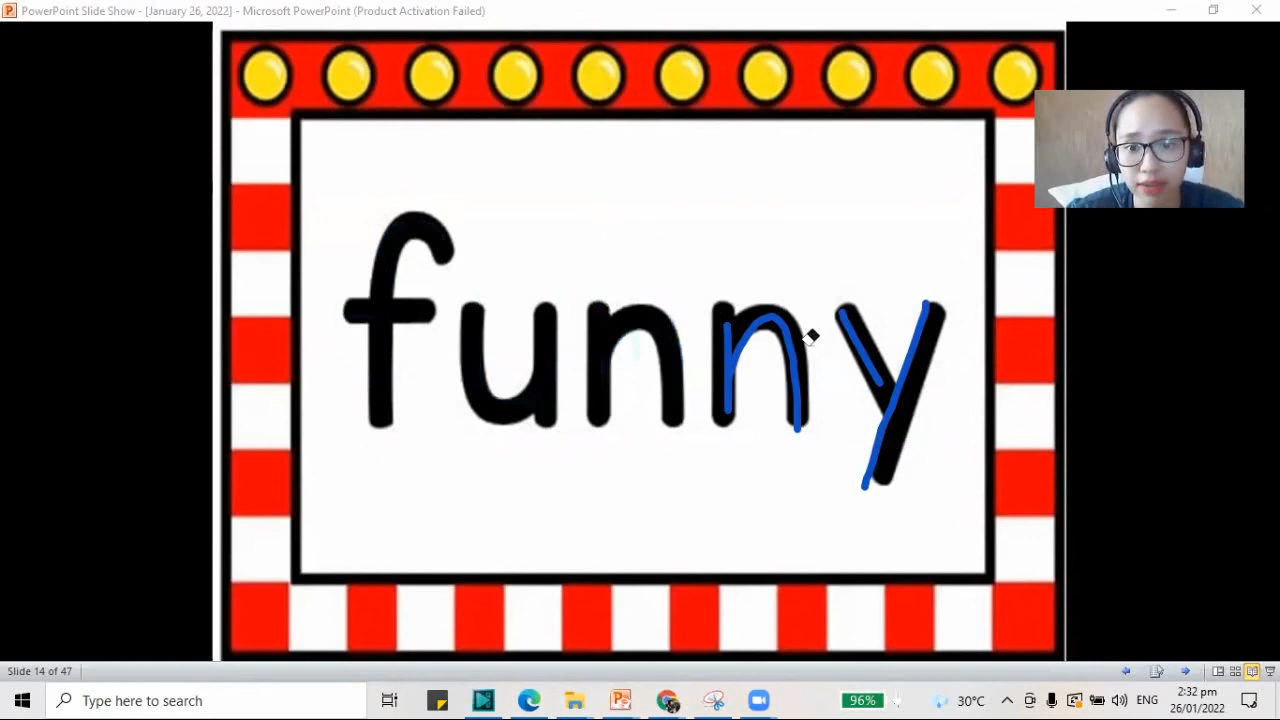 PowerPoint Slide Show - [January 26, 2022] - Microsoft PowerPoint (Product Activation Failed)
funny
Slide 14 of 47
Type here to search
96%
30°C
ENG
2:32 pm
26/01/2022